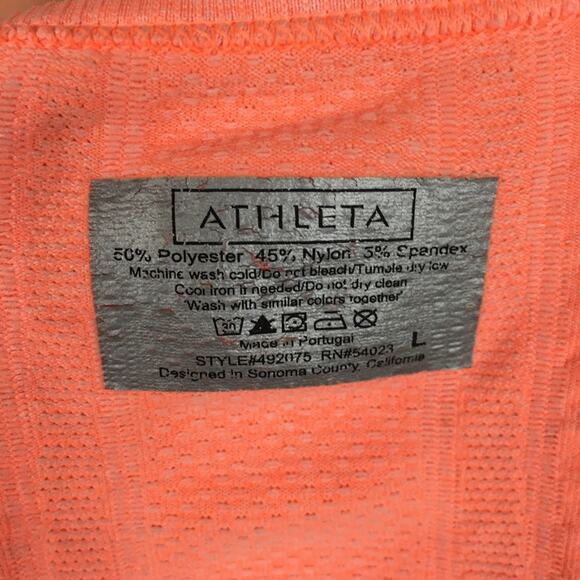 ATHLETA
50% Polyester 45% Nylon 5% Spandex
Machine wash cold/Do not bleach/Tumble dry low
Cool iron if needed/Do not dry clean
"Wash with similar colors together"
30
Made in Portugal
L
STYLE#492075 RN#54023
Designed in Sonoma County, California